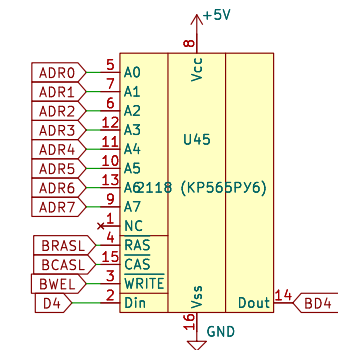 +5V
8
Vcc
ADR0 5 A0
ADR1 7 A1
ADR2 6 A2
ADR3 12 A3
U45
ADR4 11 A4
ADR5 10 A5
ADR6 13 A6 2118 (КР565РУ6)
ADR7 9 A7
1 NC
BRASL 4 RAS
BCASL 15 CAS
BWEL 3 WRITE
D4 2 Din Vss Dout 14 BD4
16
GND